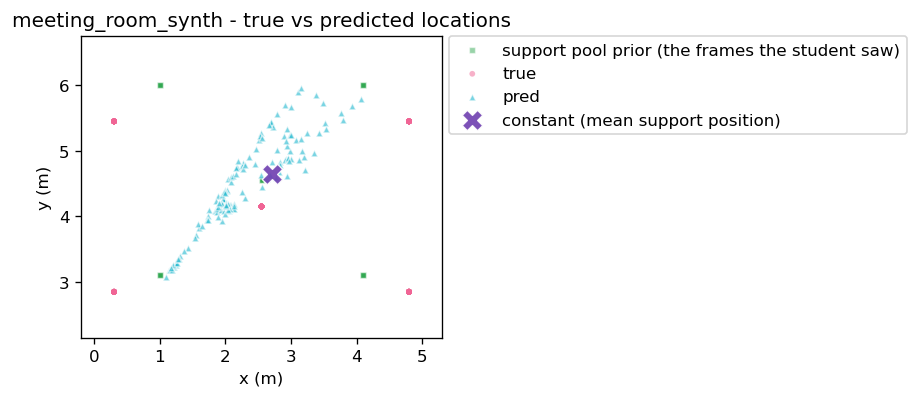 meeting_room_synth - true vs predicted locations
support pool prior (the frames the student saw)
true
pred
constant (mean support position)
y (m)
6
5
4
3
0 1 2 3 4 5
x (m)